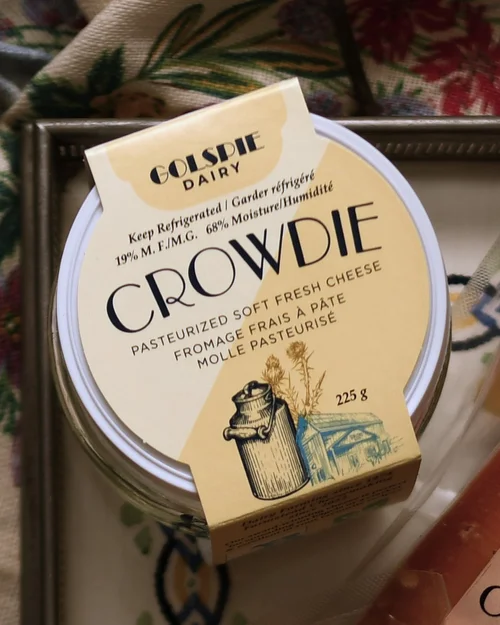 GOLSPIE
DAIRY
Keep Refrigerated / Garder réfrigéré
19% M. F./M.G. 68% Moisture/Humidité
CROWDIE
PASTEURIZED SOFT FRESH CHEESE
FROMAGE FRAIS À PÂTE
MOLLE PASTEURISÉ
225 g